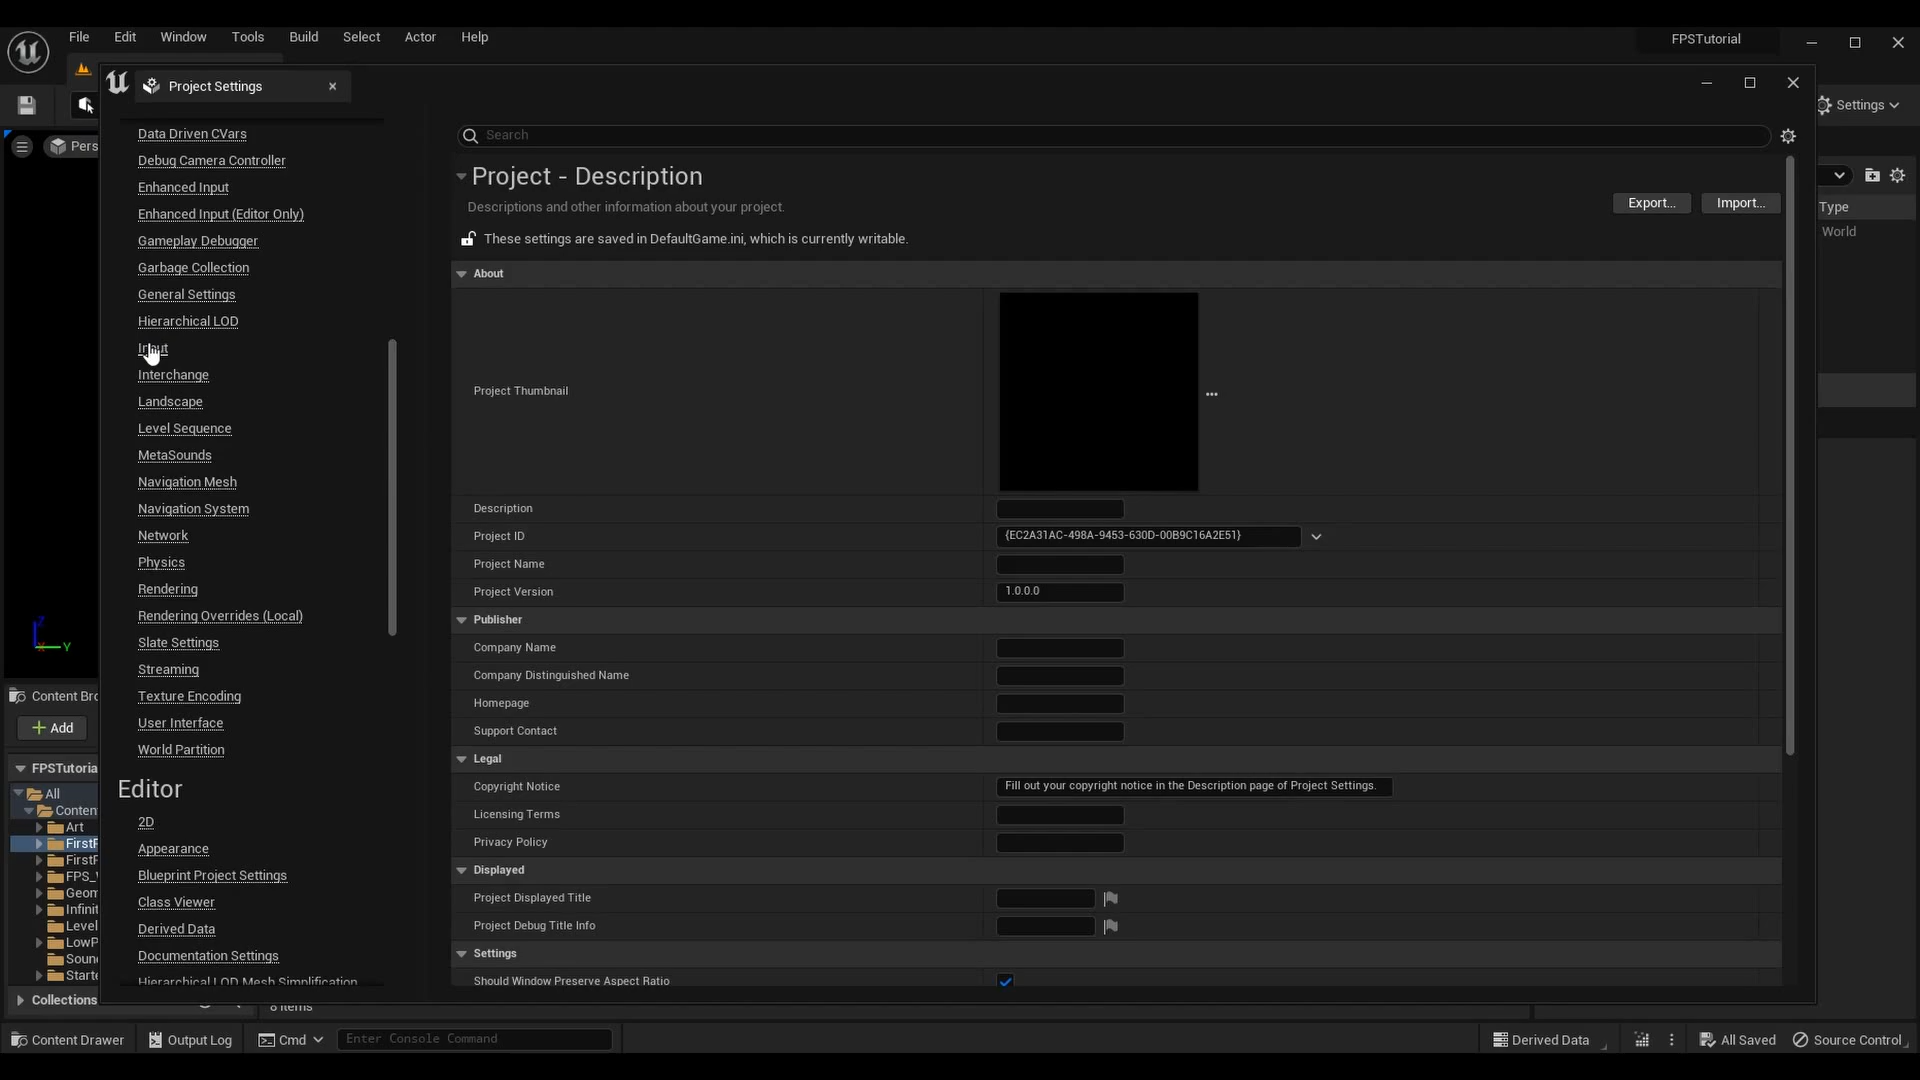 File Edit Window Tools Build Select Actor Help
FPSTutorial
Project Settings
Settings
Pers
Type
World
Data Driven CVars
Debug Camera Controller
Enhanced Input
Enhanced Input (Editor Only)
Gameplay Debugger
Garbage Collection
General Settings
Hierarchical LOD
Input
Interchange
Landscape
Level Sequence
MetaSounds
Navigation Mesh
Navigation System
Network
Physics
Rendering
Rendering Overrides (Local)
Slate Settings
Streaming
Texture Encoding
User Interface
World Partition
Editor
2D
Appearance
Blueprint Project Settings
Class Viewer
Derived Data
Documentation Settings
Hierarchical LOD Mesh Simplification
Search
Project - Description
Descriptions and other information about your project.
Export... Import...
These settings are saved in DefaultGame.ini, which is currently writable.
About
Project Thumbnail
Description
Project ID {EC2A31AC-498A-9453-630D-00B9C16A2E51}
Project Name
Project Version 1.0.0.0
Publisher
Company Name
Company Distinguished Name
Homepage
Support Contact
Legal
Copyright Notice Fill out your copyright notice in the Description page of Project Settings.
Licensing Terms
Privacy Policy
Displayed
Project Displayed Title
Project Debug Title Info
Settings
Should Window Preserve Aspect Ratio
Z
Y
Content Bro
Add
FPSTutoria
All
Conten
Art
FirstF
FirstF
FPS_
Geom
Infinit
Level
LowP
Soun
Starte
Collections
8 items
Content Drawer Output Log Cmd Enter Console Command Derived Data All Saved Source Control